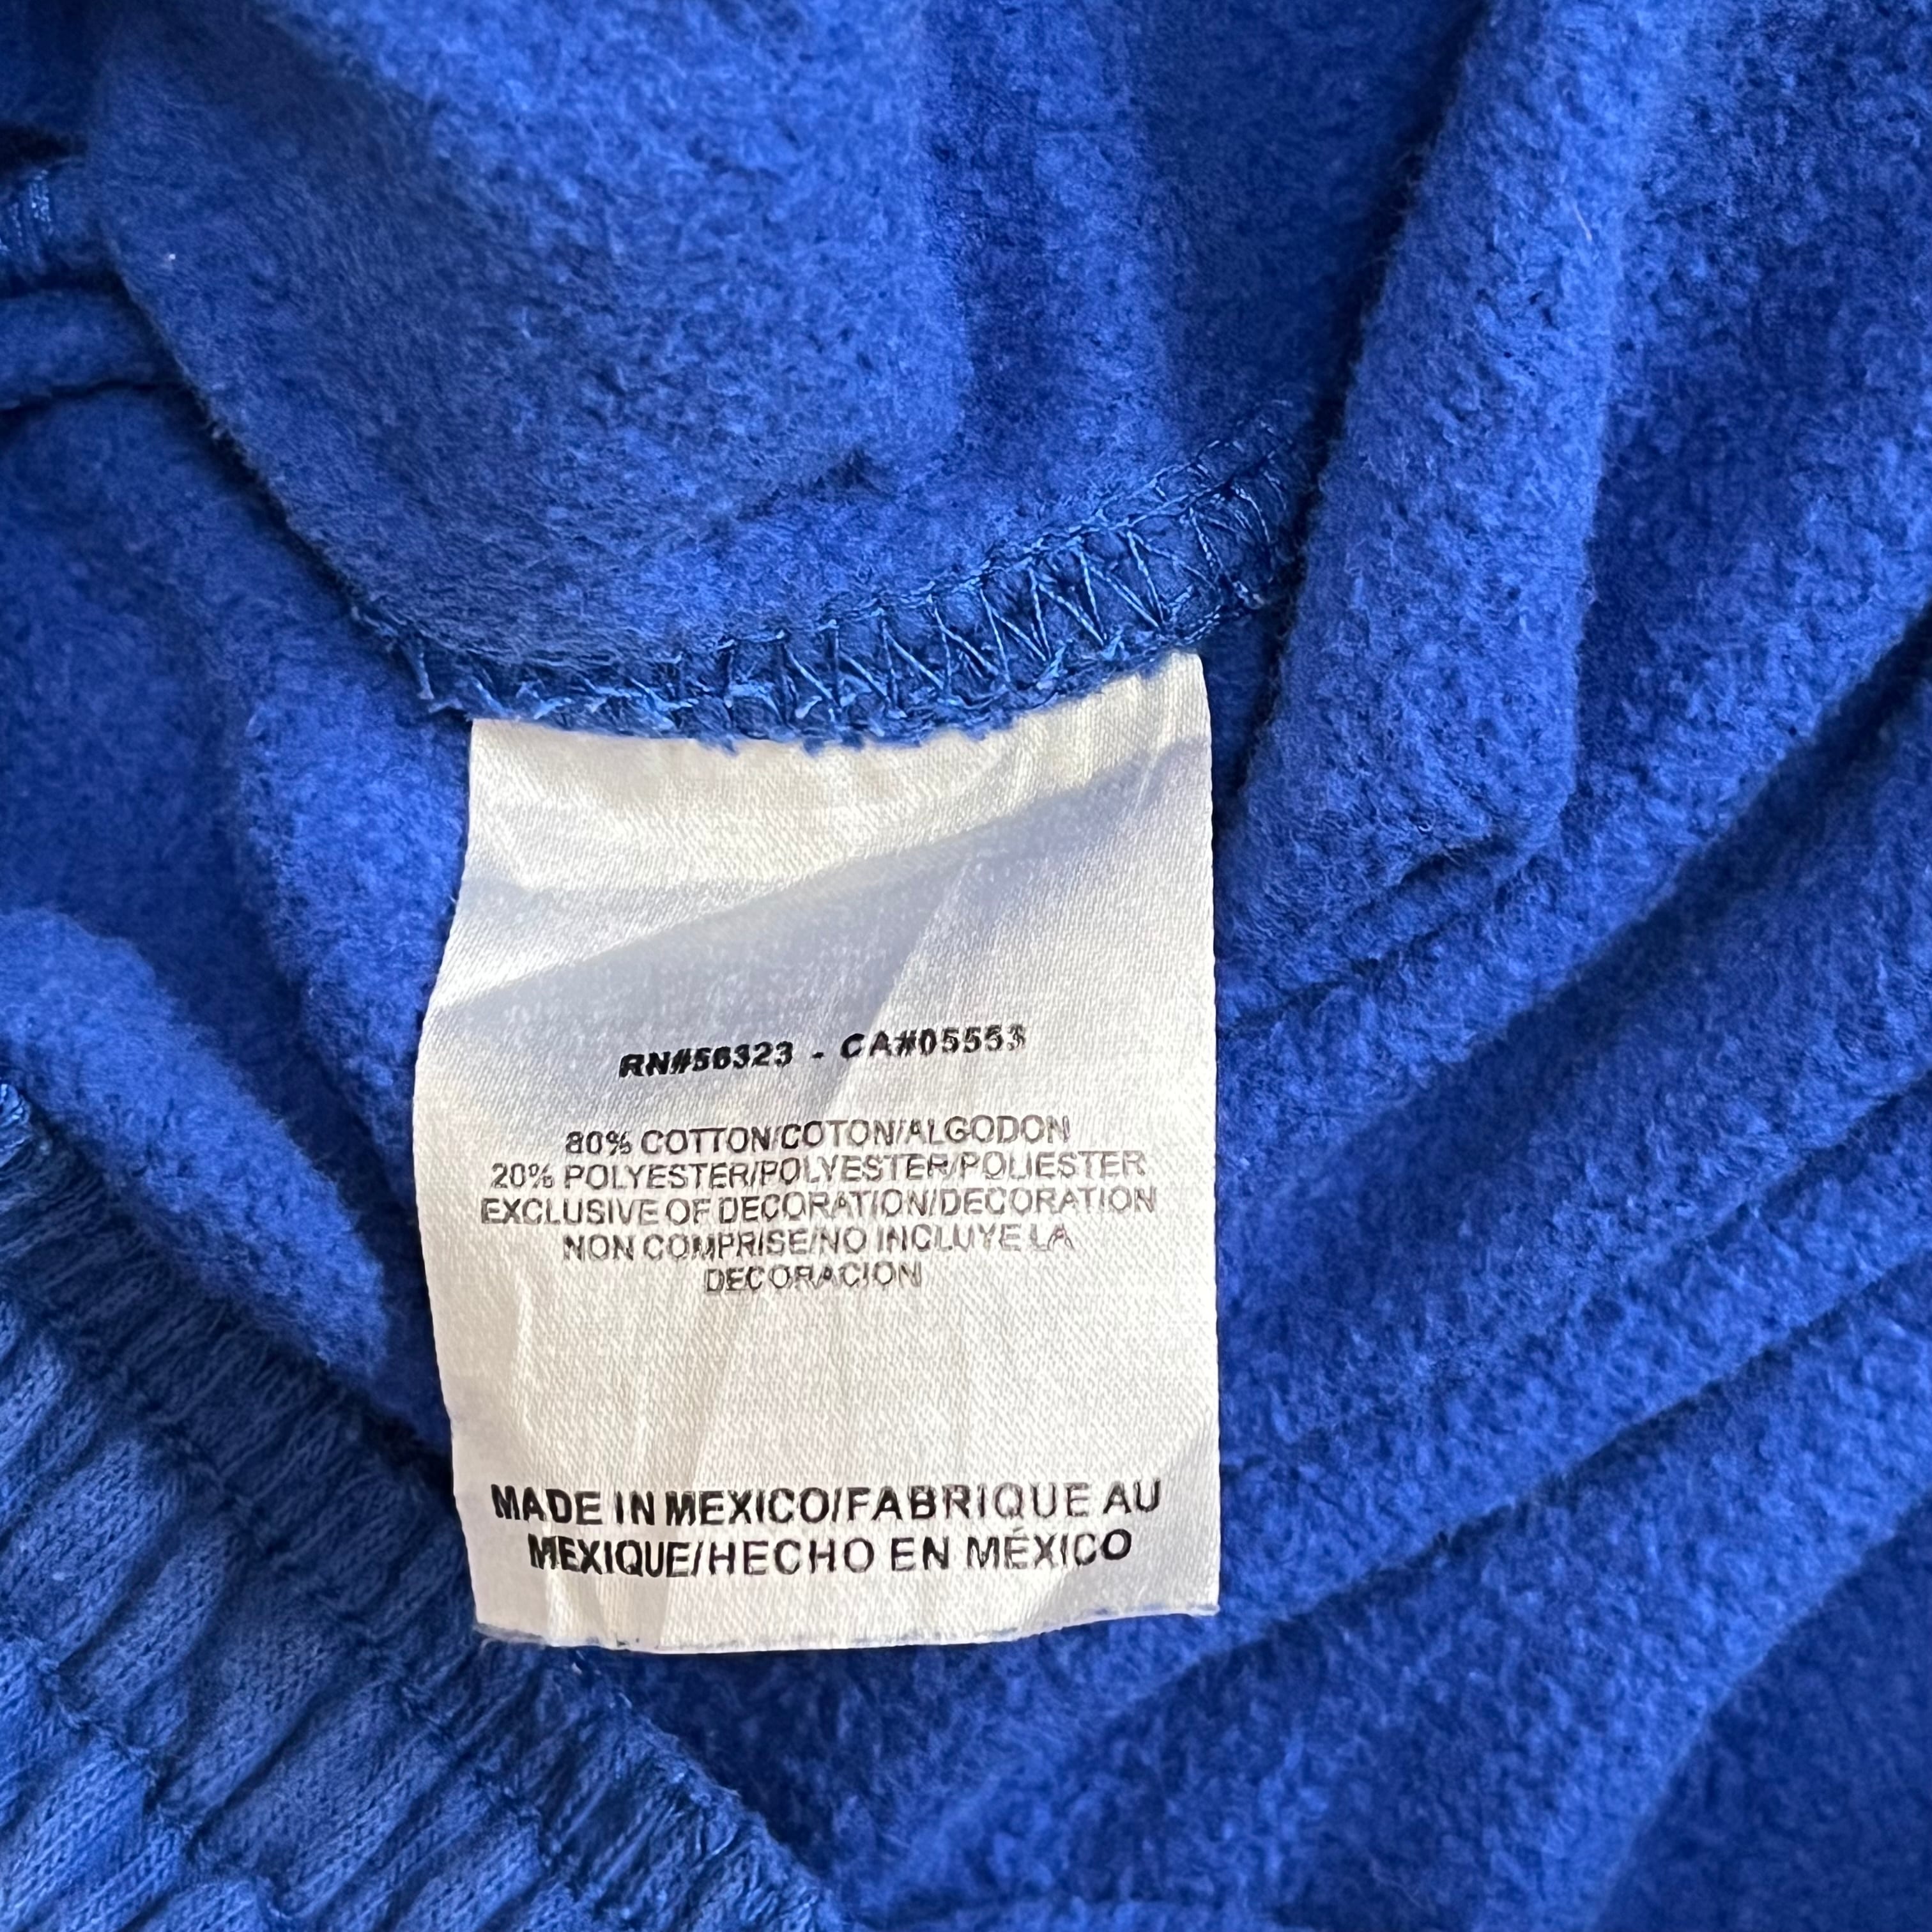 RN#56323 - CA#05553
80% COTTON/COTON/ALGODON
20% POLYESTER/POLYESTER/POLIESTER
EXCLUSIVE OF DECORATION/DECORATION
NON COMPRISE/NO INCLUYE LA
DECORACION
MADE IN MEXICO/FABRIQUE AU
MEXIQUE/HECHO EN MÉXICO